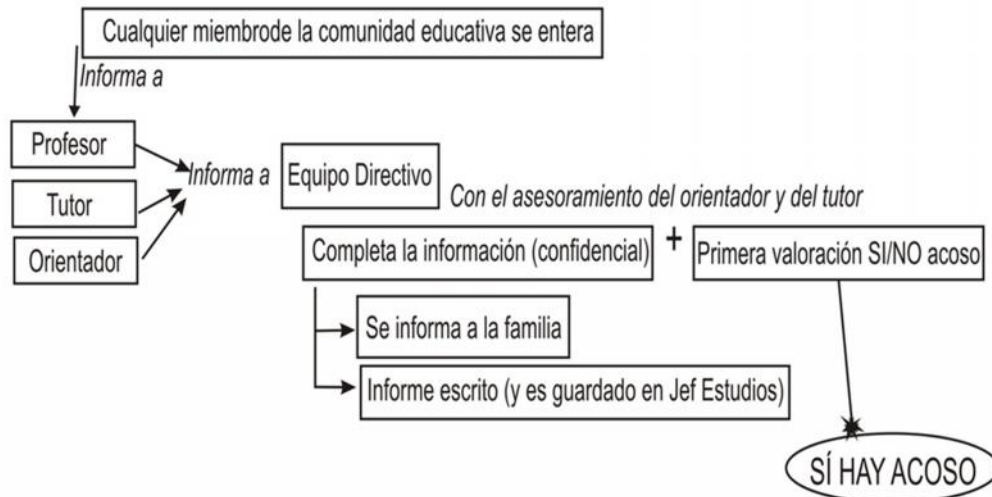 Cualquier miembrode la comunidad educativa se entera
Informa a
Profesor
Tutor
Orientador
Informa a
Equipo Directivo
Con el asesoramiento del orientador y del tutor
Completa la información (confidencial)
+
Primera valoración SI/NO acoso
Se informa a la familia
Informe escrito (y es guardado en Jef Estudios)
SÍ HAY ACOSO